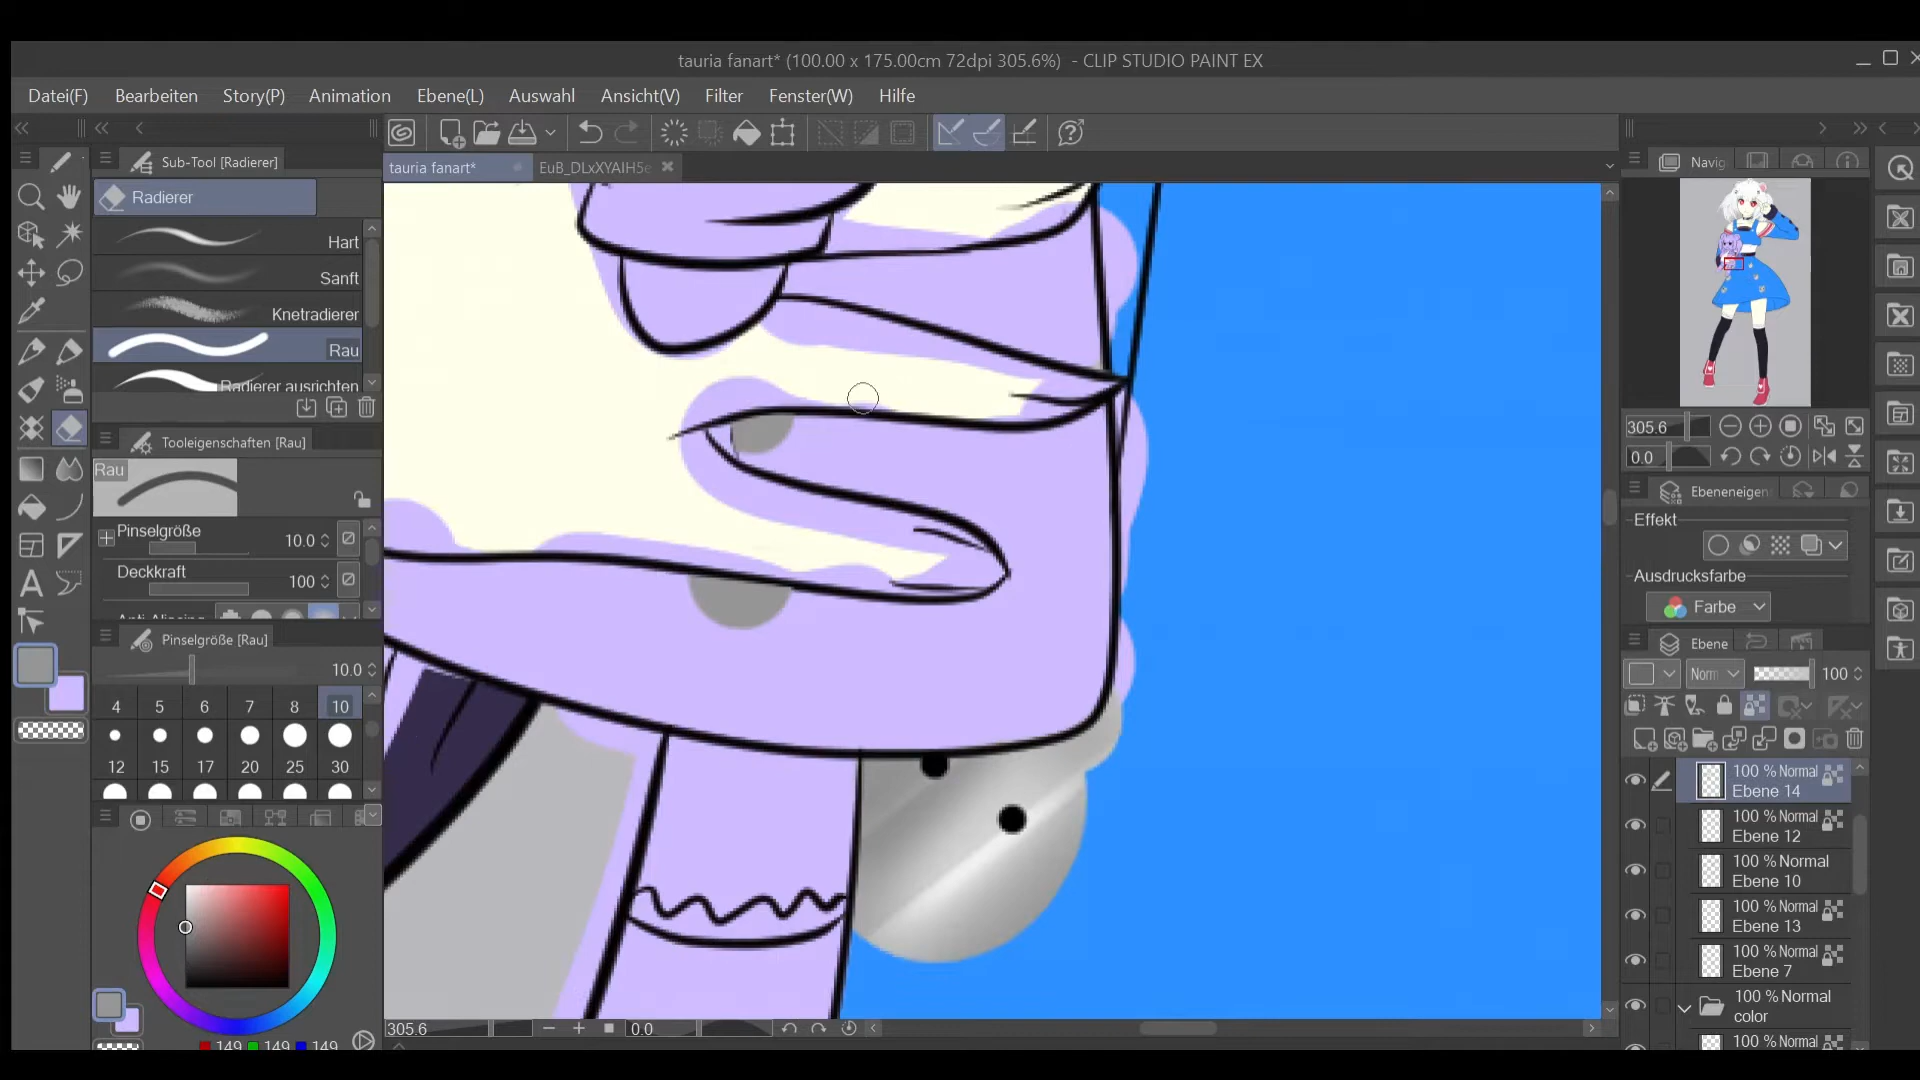 tauria fanart* (100.00 x 175.00cm 72dpi 305.6%) - CLIP STUDIO PAINT EX
Datei(F) Bearbeiten Story(P) Animation Ebene(L) Auswahl Ansicht(V) Filter Fenster(W) Hilfe
Sub-Tool [Radierer]
Radierer
Hart
Sanft
Knetradierer
Rau
Radierer ausrichten
Tooleigenschaften [Rau]
Rau
Pinselgröße 10.0
Deckkraft 100
Anti-Aliasing
Pinselgröße [Rau]
10.0
4 5 6 7 8 10
12 15 17 20 25 30
149 149 149
tauria fanart* EuB_DLxXYAIH5e
305.6 0.0
Navig
305.6
0.0
Ebeneneigen
Effekt
Ausdrucksfarbe
Farbe
Ebene
Norm 100
100 % Normal
Ebene 14
100 % Normal
Ebene 12
100 % Normal
Ebene 10
100 % Normal
Ebene 13
100 % Normal
Ebene 7
100 % Normal
color
100 % Normal